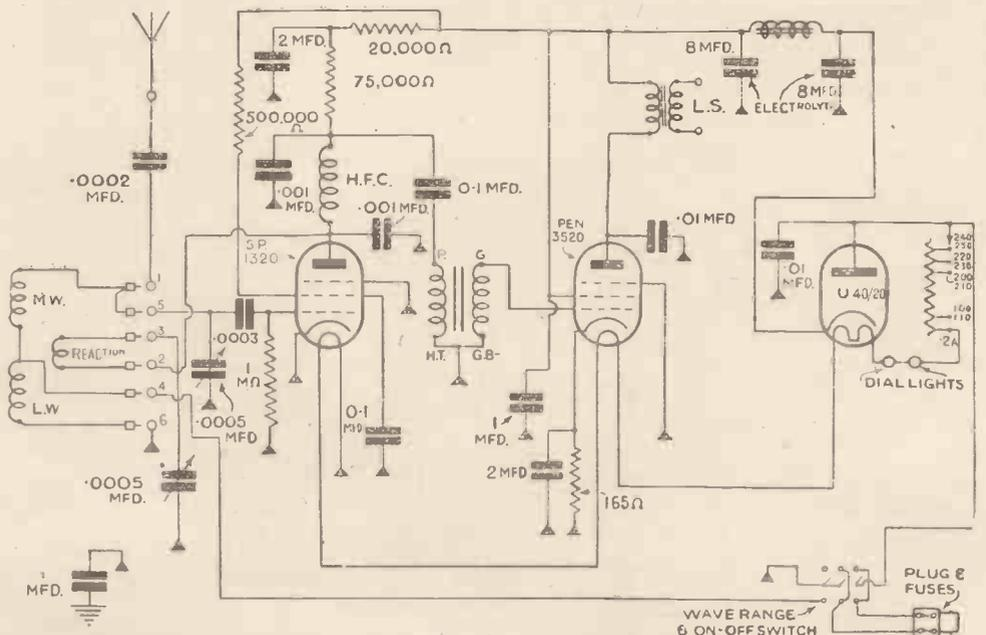 2 MFD.
20,000Ω
75,000Ω
500,000
Ω
8 MFD.
8 MFD.
ELECTROLYT.
L.S.
·0002
MFD.
H.F.C.
·001
MFD.
·001 MFD.
0·1 MFD.
S.P.
1320
PEN
3520
·01 MFD
·01
MFD.
U 40/20
240
250
220
230
200
210
100
110
·2A
DIAL LIGHTS
P.
G
H.T.
G.B-
M.W.
REACTION
L.W
1
5
3
2
4
6
·0003
1
MΩ
·0005
MFD
0·1
MFD
·0005
MFD.
1
MFD.
2 MFD
165Ω
MFD.
WAVE RANGE
& ON-OFF SWITCH
PLUG &
FUSES